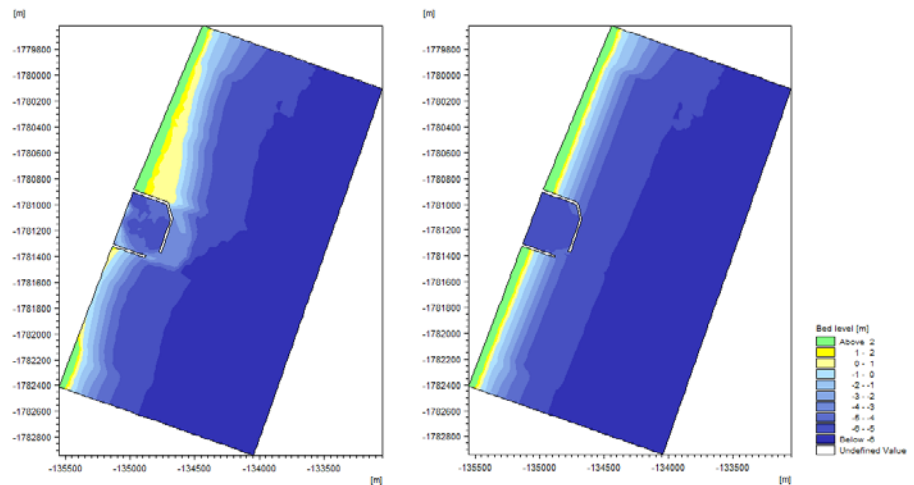 [m]
-1779800
-1780000
-1780200
-1780400
-1780600
-1780800
-1781000
-1781200
-1781400
-1781600
-1781800
-1782000
-1782200
-1782400
-1782600
-1782800
-135500
-135000
-134500
-134000
-133500
[m]
[m]
-1779800
-1780000
-1780200
-1780400
-1780600
-1780800
-1781000
-1781200
-1781400
-1781600
-1781800
-1782000
-1782200
-1782400
-1782600
-1782800
-135500
-135000
-134500
-134000
-133500
[m]
Bed level [m]
Above 2
1 - 2
0 - 1
-1 - 0
-2 - -1
-3 - -2
-4 - -3
-5 - -4
-6 - -5
Below -6
Undefined Value